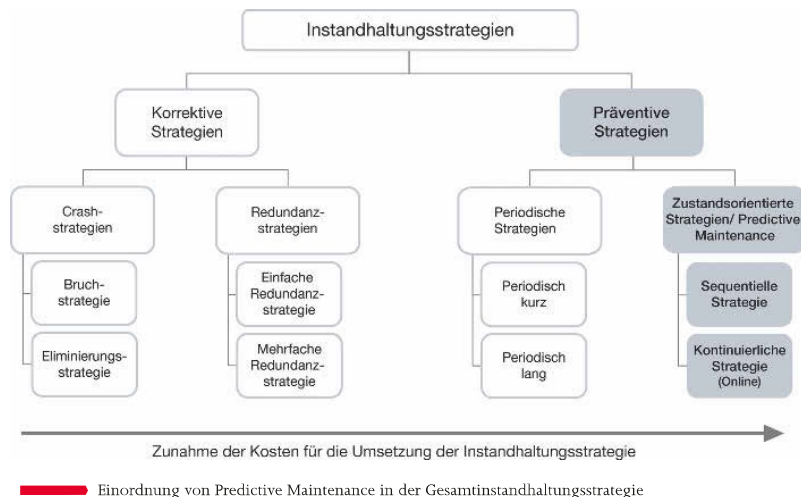 Instandhaltungsstrategien
Korrektive
Strategien
Präventive
Strategien
Crash-
strategien
Redundanz-
strategien
Periodische
Strategien
Zustandsorientierte
Strategien/ Predictive
Maintenance
Bruch-
strategie
Einfache
Redundanz-
strategie
Periodisch
kurz
Sequentielle
Strategie
Eliminierungs-
strategie
Mehrfache
Redundanz-
strategie
Periodisch
lang
Kontinuierliche
Strategie
(Online)
Zunahme der Kosten für die Umsetzung der Instandhaltungsstrategie
Einordnung von Predictive Maintenance in der Gesamtinstandhaltungsstrategie